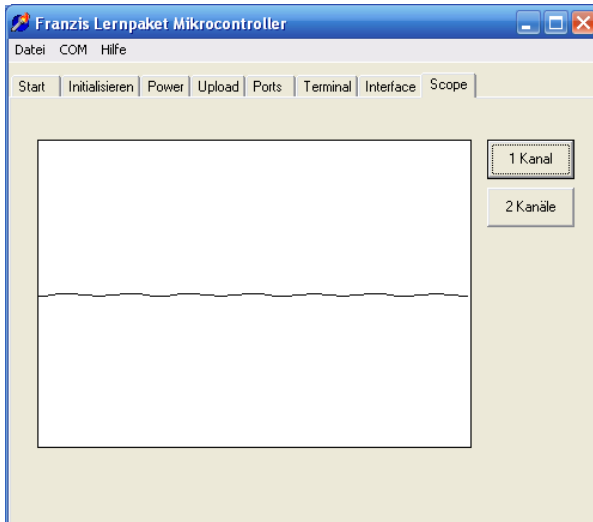 Franzis Lernpaket Mikrocontroller
Datei COM Hilfe
Start Initialisieren Power Upload Ports Terminal Interface Scope
1 Kanal
2 Kanäle